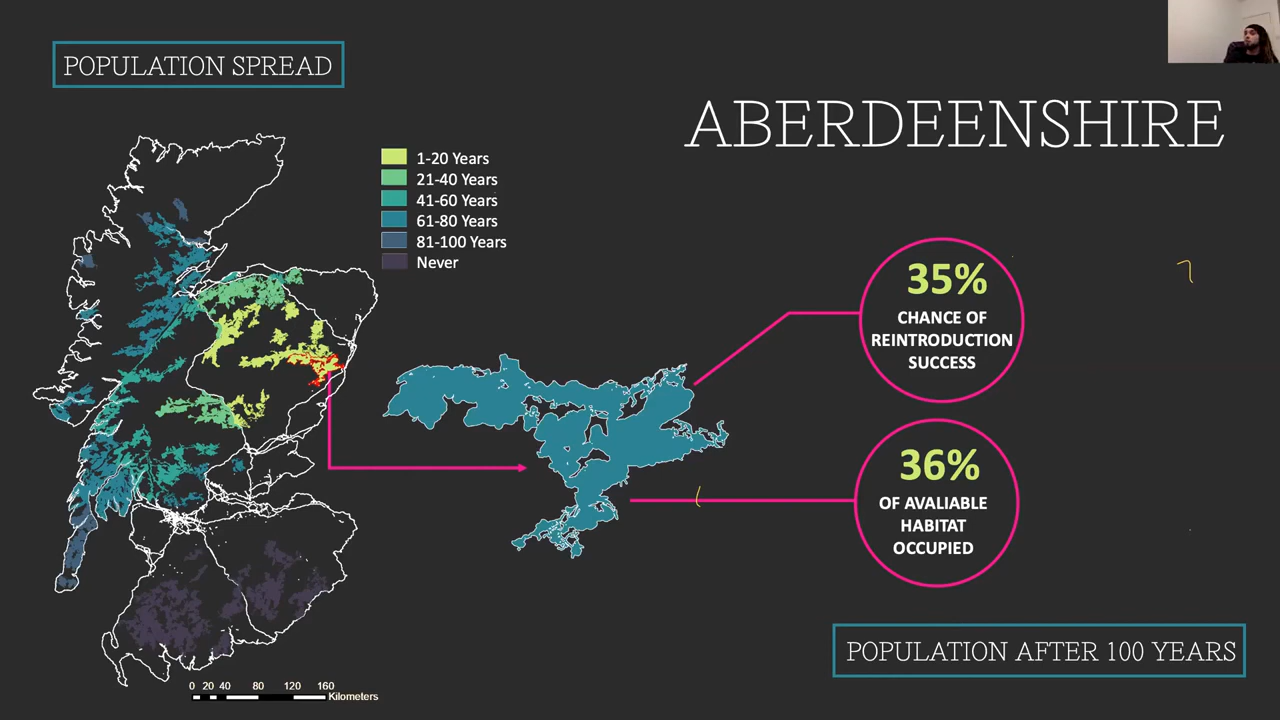 POPULATION SPREAD
ABERDEENSHIRE
1-20 Years
21-40 Years
41-60 Years
61-80 Years
81-100 Years
Never
35%
CHANCE OF
REINTRODUCTION
SUCCESS
36%
OF AVALIABLE
HABITAT
OCCUPIED
POPULATION AFTER 100 YEARS
0 20 40 80 120 160
Kilometers